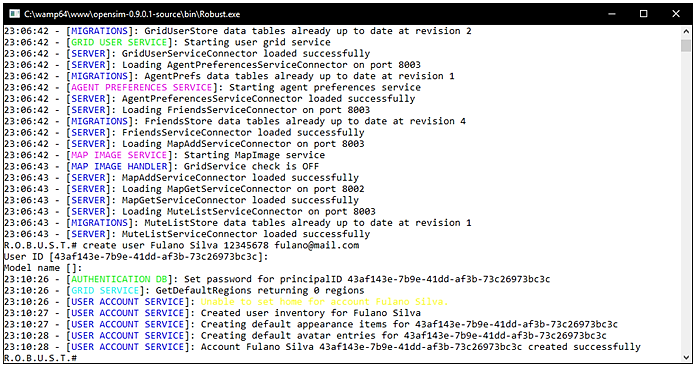 C:\wamp64\www\opensim-0.9.0.1-source\bin\Robust.exe
23:06:42 - [MIGRATIONS]: GridUserStore data tables already up to date at revision 2
23:06:42 - [GRID USER SERVICE]: Starting user grid service
23:06:42 - [SERVER]: GridUserServiceConnector loaded successfully
23:06:42 - [SERVER]: Loading AgentPreferencesServiceConnector on port 8003
23:06:42 - [MIGRATIONS]: AgentPrefs data tables already up to date at revision 1
23:06:42 - [AGENT PREFERENCES SERVICE]: Starting agent preferences service
23:06:42 - [SERVER]: AgentPreferencesServiceConnector loaded successfully
23:06:42 - [SERVER]: Loading FriendsServiceConnector on port 8003
23:06:42 - [MIGRATIONS]: FriendsStore data tables already up to date at revision 4
23:06:42 - [SERVER]: FriendsServiceConnector loaded successfully
23:06:42 - [SERVER]: Loading MapAddServiceConnector on port 8003
23:06:42 - [MAP IMAGE SERVICE]: Starting MapImage service
23:06:43 - [MAP IMAGE HANDLER]: GridService check is OFF
23:06:43 - [SERVER]: MapAddServiceConnector loaded successfully
23:06:43 - [SERVER]: Loading MapGetServiceConnector on port 8002
23:06:43 - [SERVER]: MapGetServiceConnector loaded successfully
23:06:43 - [SERVER]: Loading MuteListServiceConnector on port 8003
23:06:43 - [MIGRATIONS]: MuteListStore data tables already up to date at revision 1
23:06:43 - [SERVER]: MuteListServiceConnector loaded successfully
R.O.B.U.S.T.# create user Fulano Silva 12345678 fulano@mail.com
User ID [43af143e-7b9e-41dd-af3b-73c26973bc3c]:
Model name []:
23:10:26 - [AUTHENTICATION DB]: Set password for principalID 43af143e-7b9e-41dd-af3b-73c26973bc3c
23:10:26 - [GRID SERVICE]: GetDefaultRegions returning 0 regions
23:10:26 - [USER ACCOUNT SERVICE]: Unable to set home for account Fulano Silva.
23:10:27 - [USER ACCOUNT SERVICE]: Created user inventory for Fulano Silva
23:10:27 - [USER ACCOUNT SERVICE]: Creating default appearance items for 43af143e-7b9e-41dd-af3b-73c26973bc3c
23:10:28 - [USER ACCOUNT SERVICE]: Creating default avatar entries for 43af143e-7b9e-41dd-af3b-73c26973bc3c
23:10:28 - [USER ACCOUNT SERVICE]: Account Fulano Silva 43af143e-7b9e-41dd-af3b-73c26973bc3c created successfully
R.O.B.U.S.T.#